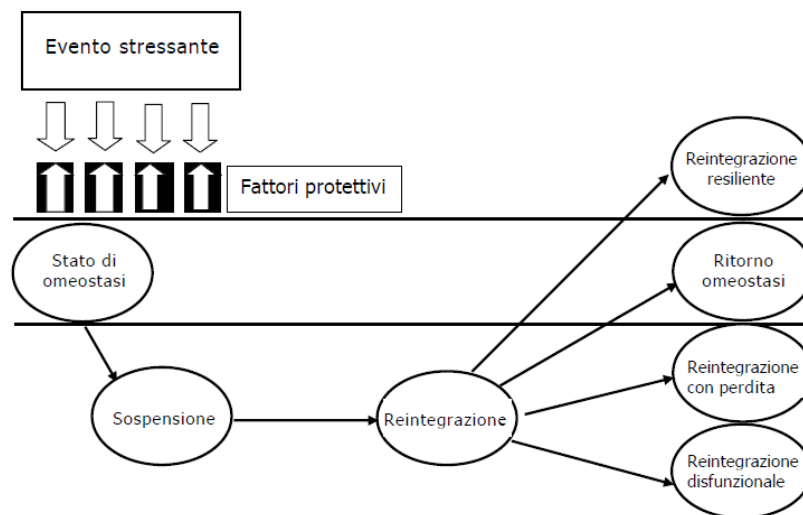 Evento stressante
Fattori protettivi
Reintegrazione
resiliente
Stato di
omeostasi
Ritorno
omeostasi
Reintegrazione
con perdita
Sospensione
Reintegrazione
Reintegrazione
disfunzionale